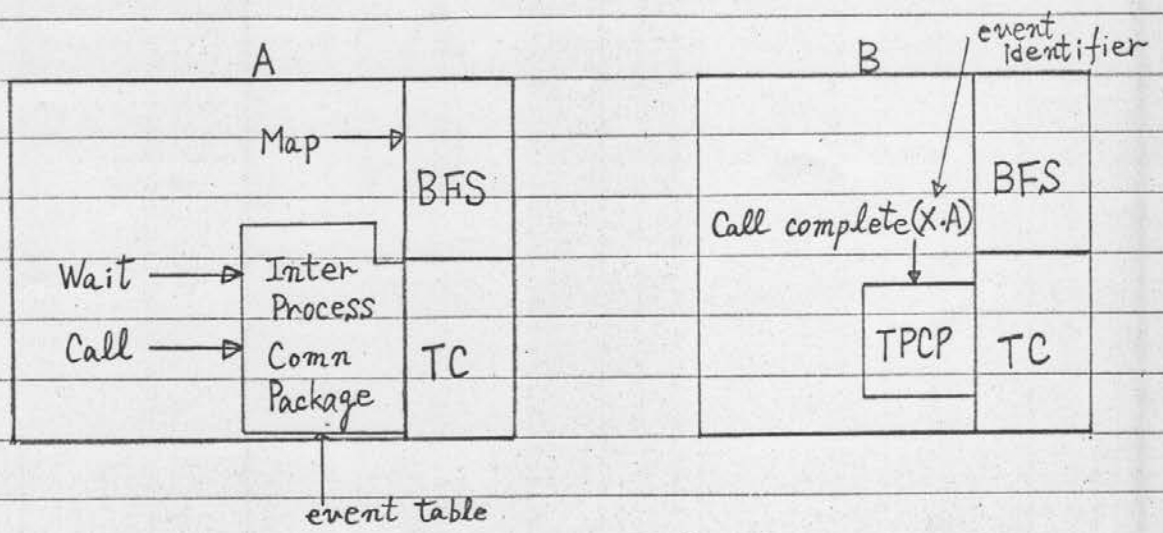 A
Map
BFS
Wait
Inter
Process
Call
Comn
Package
TC
event table
event
identifier
B
BFS
Call complete(X.A)
TPCP
TC